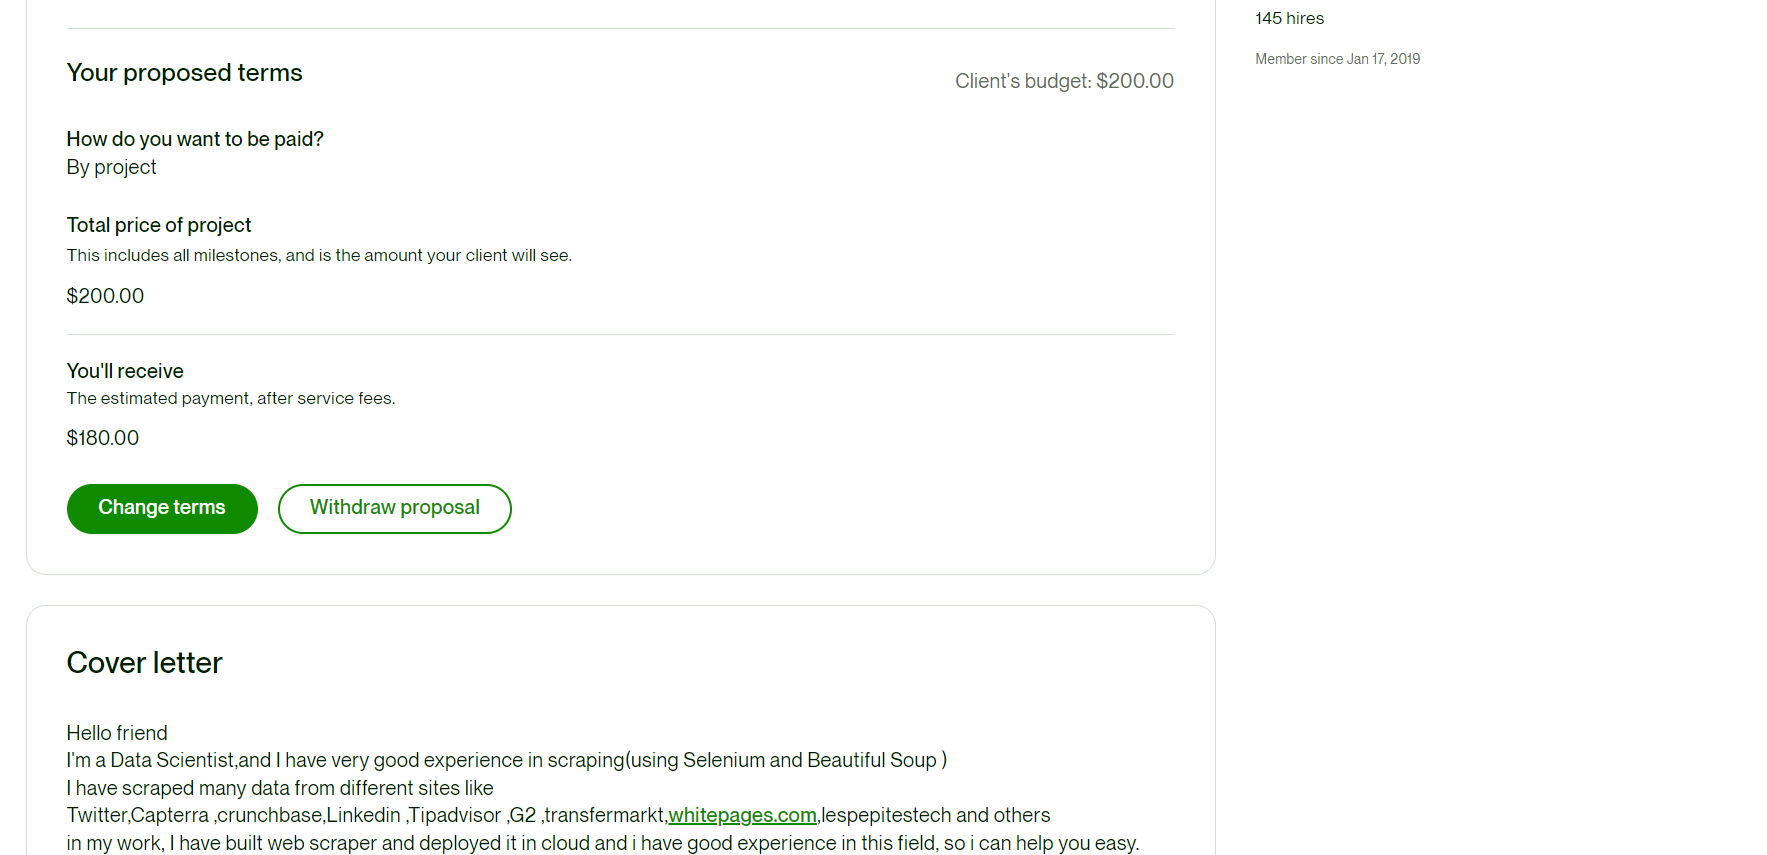 145 hires
Member since Jan 17, 2019
Your proposed terms
Client's budget: $200.00
How do you want to be paid?
By project
Total price of project
This includes all milestones, and is the amount your client will see.
$200.00
You'll receive
The estimated payment, after service fees.
$180.00
Change terms
Withdraw proposal
Cover letter
Hello friend
I'm a Data Scientist,and I have very good experience in scraping(using Selenium and Beautiful Soup )
I have scraped many data from different sites like
Twitter,Capterra ,crunchbase,Linkedin ,Tipadvisor ,G2 ,transfermarkt,whitepages.com,lespepitestech and others
in my work, I have built web scraper and deployed it in cloud and i have good experience in this field, so i can help you easy.